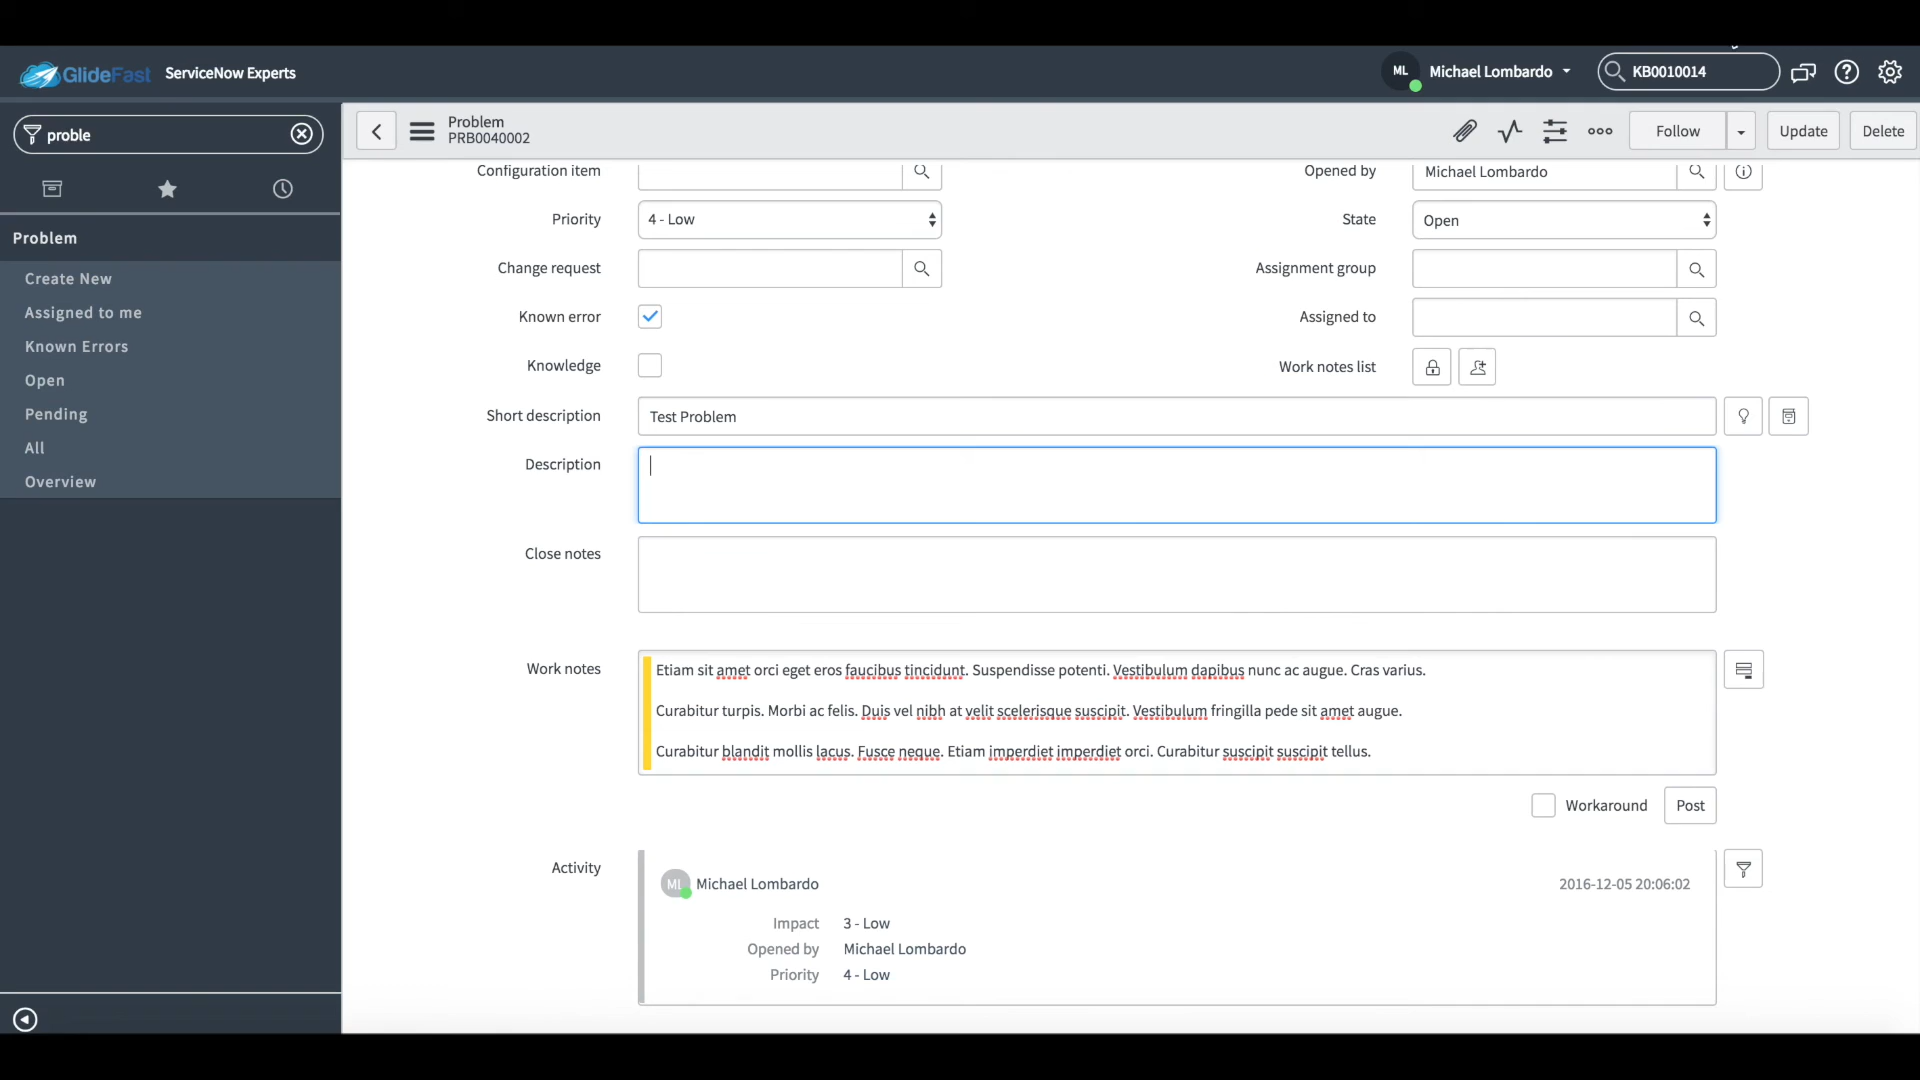 GlideFast ServiceNow Experts
ML Michael Lombardo KB0010014
proble
Problem
PRB0040002
Follow Update Delete
Problem
Create New
Assigned to me
Known Errors
Open
Pending
All
Overview
Configuration item
Opened by Michael Lombardo
Priority 4 - Low
State Open
Change request
Assignment group
Known error
Assigned to
Knowledge
Work notes list
Short description Test Problem
Description
Close notes
Work notes
Etiam sit amet orci eget eros faucibus tincidunt. Suspendisse potenti. Vestibulum dapibus nunc ac augue. Cras varius.
Curabitur turpis. Morbi ac felis. Duis vel nibh at velit scelerisque suscipit. Vestibulum fringilla pede sit amet augue.
Curabitur blandit mollis lacus. Fusce neque. Etiam imperdiet imperdiet orci. Curabitur suscipit suscipit tellus.
Workaround Post
Activity
ML Michael Lombardo 2016-12-05 20:06:02
Impact 3 - Low
Opened by Michael Lombardo
Priority 4 - Low